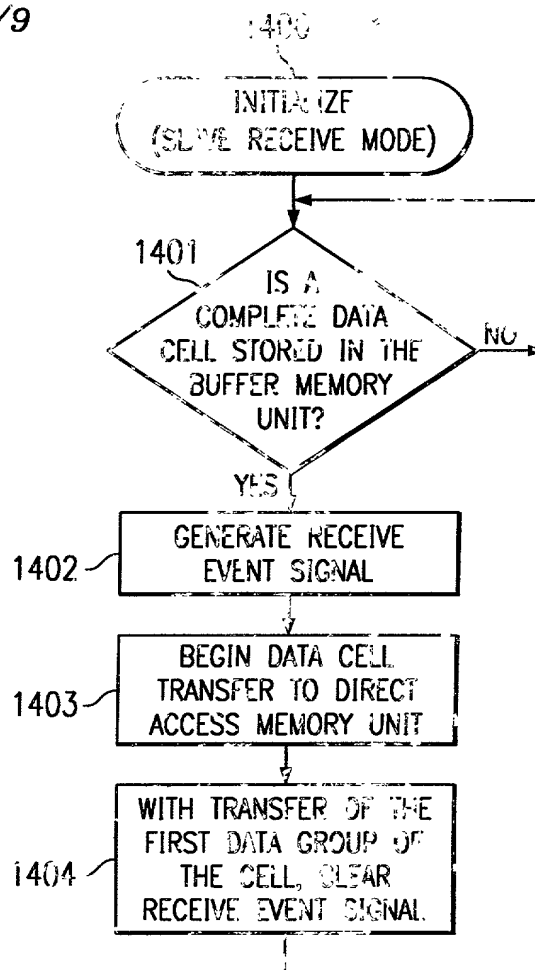 /9
1400
INITIALIZE
(SLAVE RECEIVE MODE)
1401
IS A
COMPLETE DATA
CELL STORED IN THE
BUFFER MEMORY
UNIT?
NO
YES
1402
GENERATE RECEIVE
EVENT SIGNAL
1403
BEGIN DATA CELL
TRANSFER TO DIRECT
ACCESS MEMORY UNIT
1404
WITH TRANSFER OF THE
FIRST DATA GROUP OF
THE CELL, CLEAR
RECEIVE EVENT SIGNAL